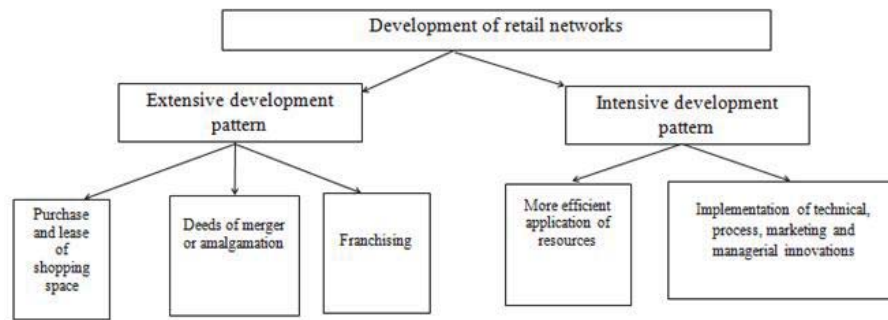 Development of retail networks
Extensive development
pattern
Intensive development
pattern
Purchase
and lease of
shopping
space
Deeds of merger
or amalgamation
Franchising
More efficient
application of
resources
Implementation of technical,
process, marketing and
managerial innovations